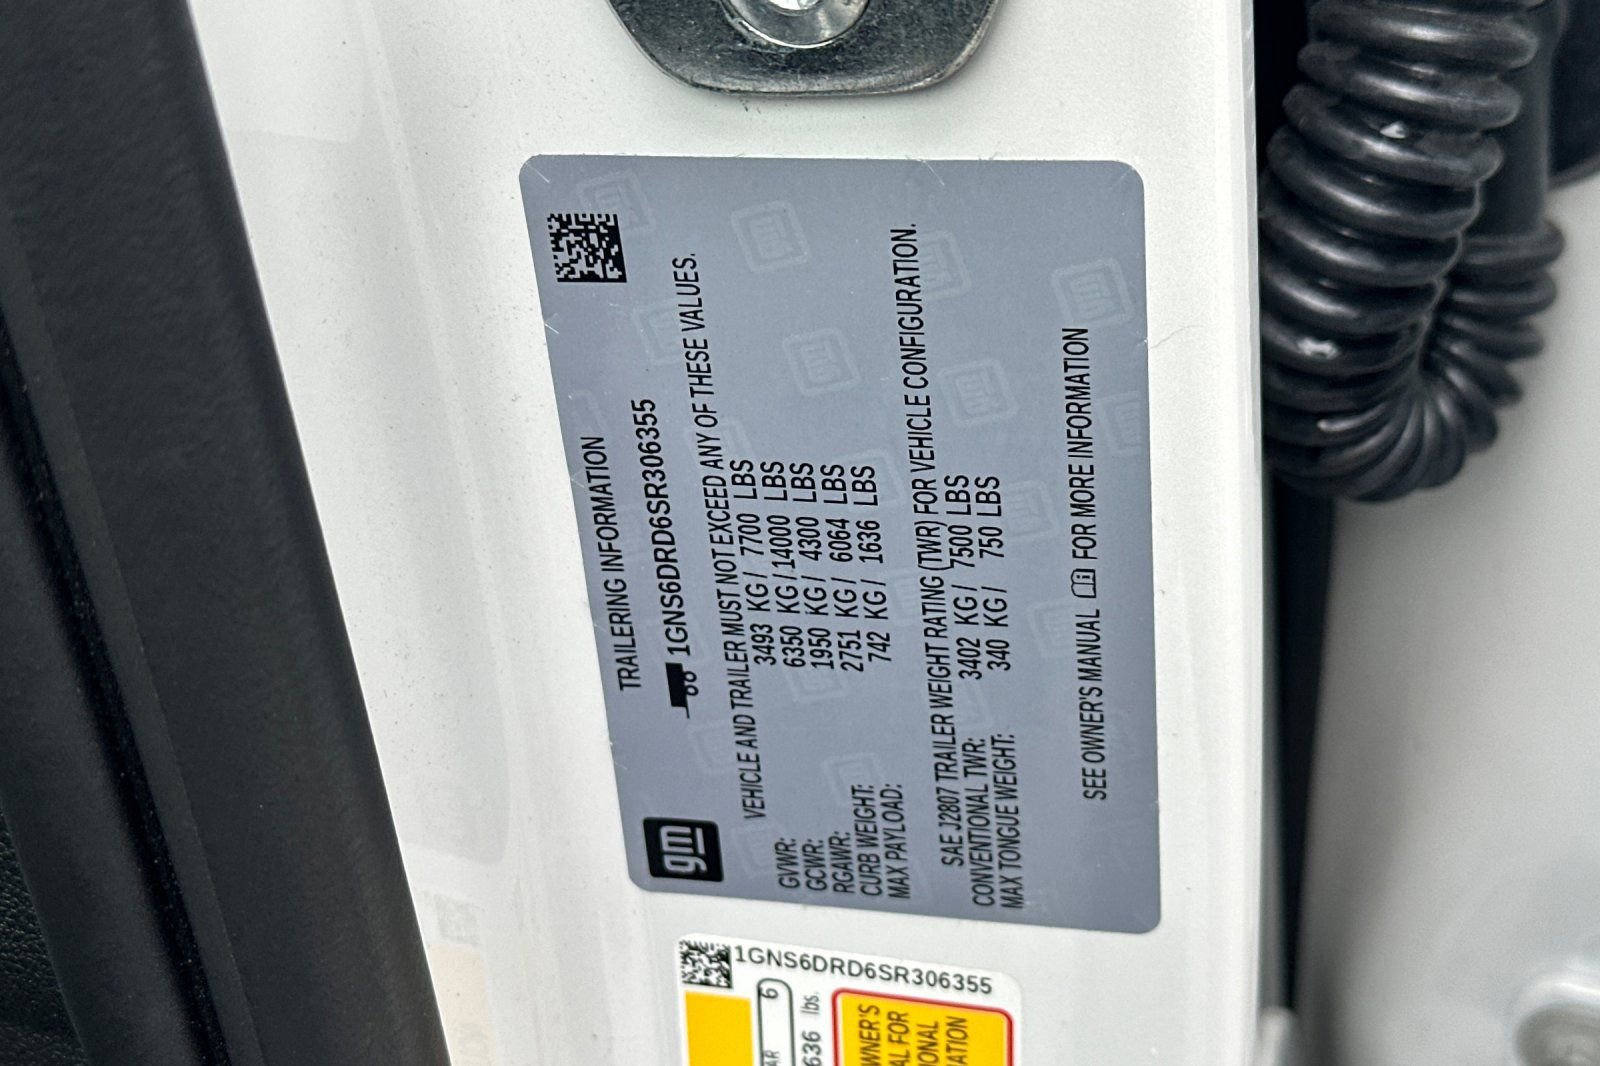 TRAILERING INFORMATION
gm
1GNS6DRD6SR306355
VEHICLE AND TRAILER MUST NOT EXCEED ANY OF THESE VALUES.
GVWR: 3493 KG / 7700 LBS
GCWR: 6350 KG / 14000 LBS
RGAWR: 1950 KG / 4300 LBS
CURB WEIGHT: 2751 KG / 6064 LBS
MAX PAYLOAD: 742 KG / 1636 LBS
SAE J2807 TRAILER WEIGHT RATING (TWR) FOR VEHICLE CONFIGURATION.
CONVENTIONAL TWR: 3402 KG / 7500 LBS
MAX TONGUE WEIGHT: 340 KG / 750 LBS
SEE OWNER'S MANUAL FOR MORE INFORMATION
1GNS6DRD6SR306355
6
lbs.